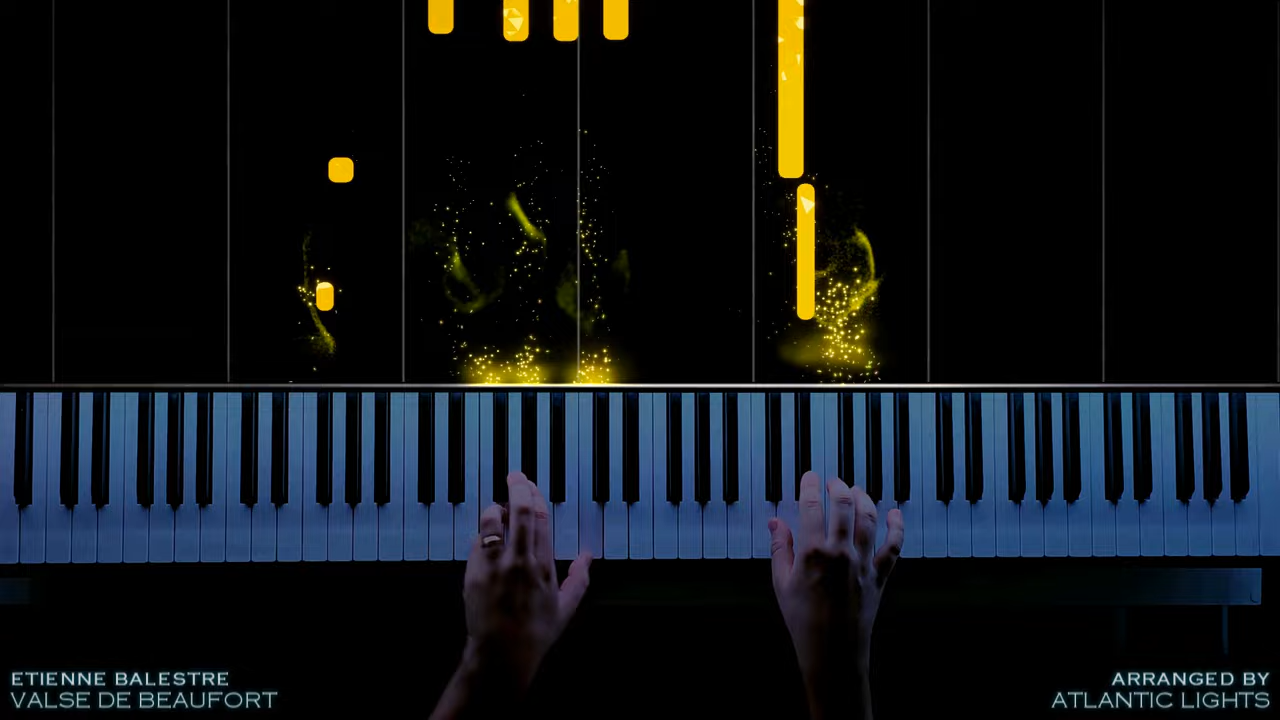 ETIENNE BALESTRE
VALSE DE BEAUFORT
ARRANGED BY
ATLANTIC LIGHTS